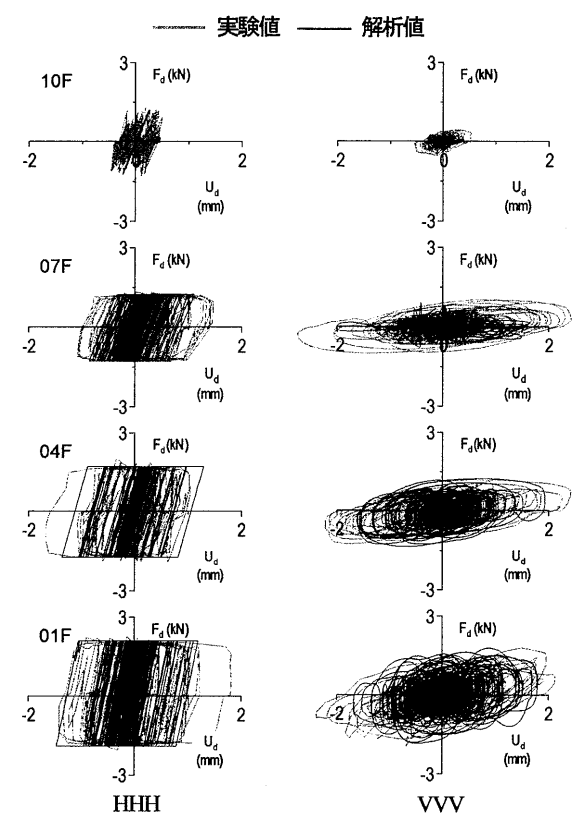 実験値 解析値
10F
3 F_d (kN)
-2 2
U_d
(mm)
-3
3 F_d (kN)
-2 0 2
U_d
(mm)
-3
07F
3 F_d (kN)
-2 2
U_d
(mm)
-3
3 F_d (kN)
-2 0 2
U_d
(mm)
-3
04F
3 F_d (kN)
-2 2
U_d
(mm)
-3
3 F_d (kN)
-2 2
U_d
(mm)
-3
01F
3 F_d (kN)
-2 2
U_d
(mm)
-3
3 F_d (kN)
-2 2
U_d
(mm)
-3
HHH VVV